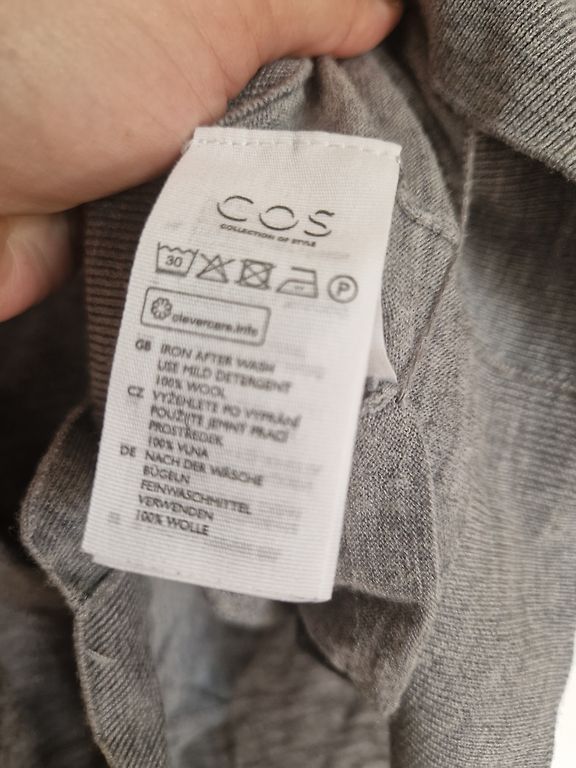 COS
COLLECTION OF STYLE
30
P
clevercare.info
GB IRON AFTER WASH
USE MILD DETERGENT
100% WOOL
CZ VYŽEHLETE PO VYPRÁNÍ
POUŽIJTE JEMNÝ PRACÍ
PROSTŘEDEK
100% VLNA
DE NACH DER WÄSCHE
BÜGELN
FEINWASCHMITTEL
VERWENDEN
100% WOLLE